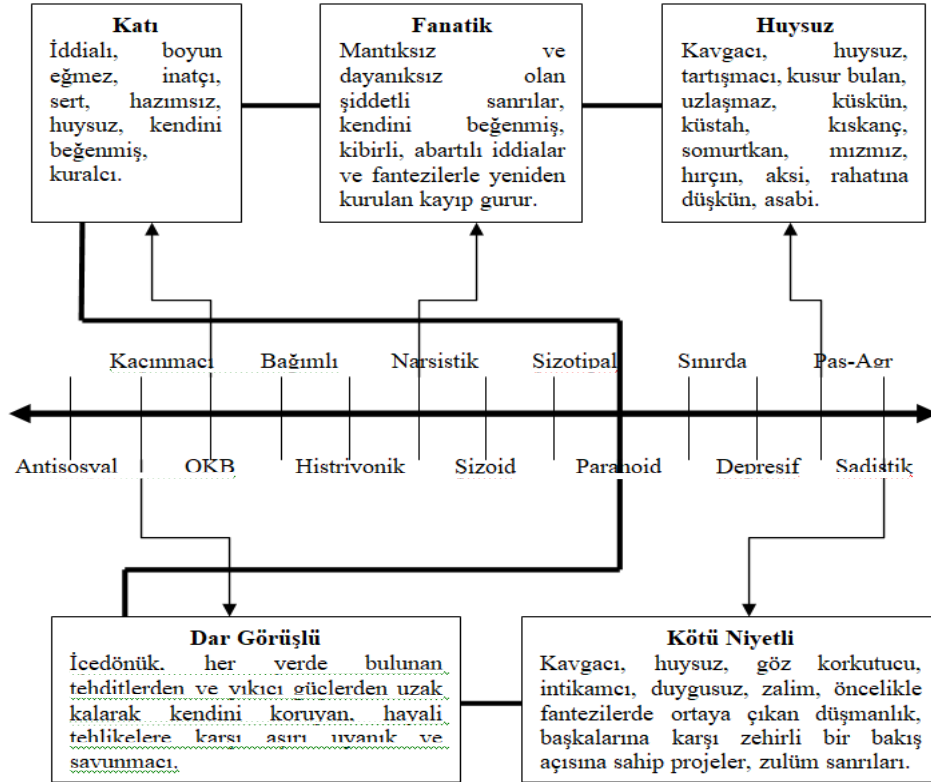 Katı
İddialı, boyun
eğmez, inatçı,
sert, hazımsız,
huysuz, kendini
beğenmiş,
kuralcı.
Fanatik
Mantıksız ve
dayanıksız olan
şiddetli sanrılar,
kendini beğenmiş,
kibirli, abartılı iddialar
ve fantezilerle yeniden
kurulan kayıp gurur.
Huysuz
Kavgacı, huysuz,
tartışmacı, kusur bulan,
uzlaşmaz, küskün,
küstah, kıskanç,
somurtkan, mızmız,
hırçın, aksi, rahatına
düşkün, asabi.
Kaçınmacı Bağımlı Narsistik Sizotipal Sınırda Pas-Agr
Antisosyal OKB Histriyonik Sizoid Paranoid Depresif Sadistik
Dar Görüşlü
İçedönük, her yerde bulunan
tehditlerden ve yıkıcı güçlerden uzak
kalarak kendini koruyan, hayali
tehlikelere karşı aşırı uyanık ve
savunmacı,
Kötü Niyetli
Kavgacı, huysuz, göz korkutucu,
intikamcı, duygusuz, zalim, öncelikle
fantezilerde ortaya çıkan düşmanlık,
başkalarına karşı zehirli bir bakış
açısına sahip projeler, zulüm sanrıları.